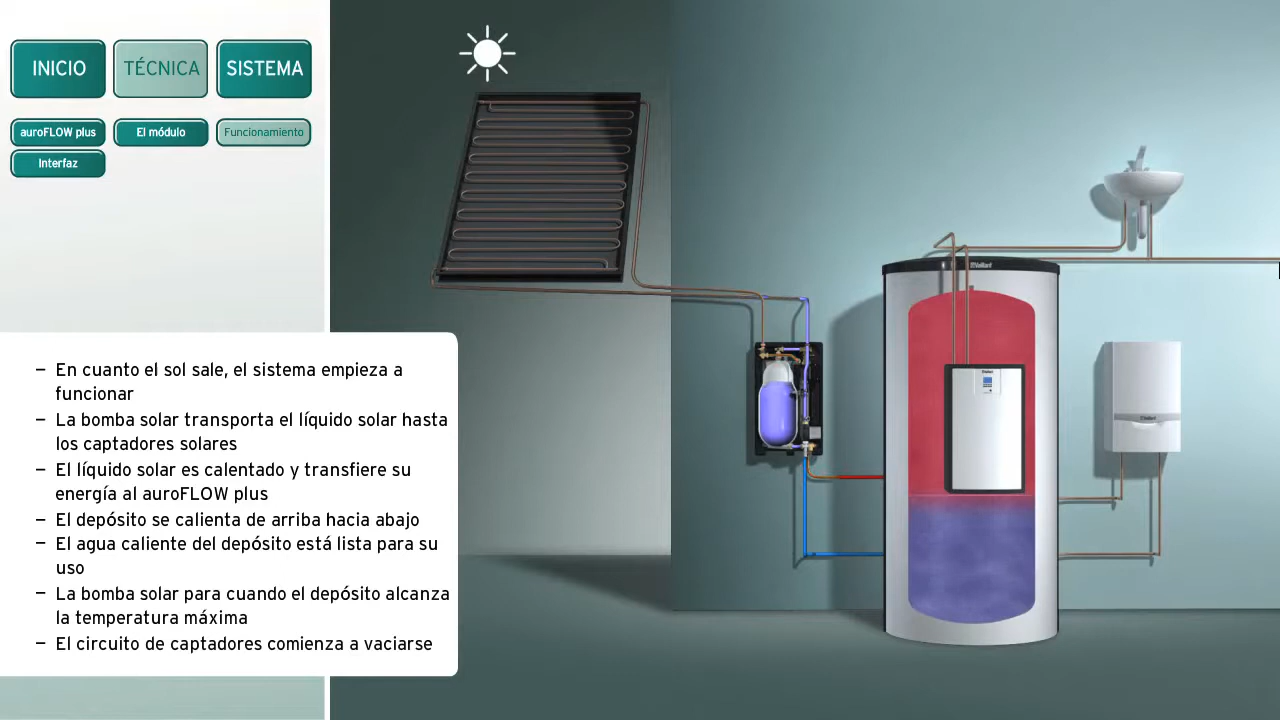 INICIO
TÉCNICA
SISTEMA
auroFLOW plus
El módulo
Funcionamiento
Interfaz
– En cuanto el sol sale, el sistema empieza a
funcionar
– La bomba solar transporta el líquido solar hasta
los captadores solares
– El líquido solar es calentado y transfiere su
energía al auroFLOW plus
– El depósito se calienta de arriba hacia abajo
– El agua caliente del depósito está lista para su
uso
– La bomba solar para cuando el depósito alcanza
la temperatura máxima
– El circuito de captadores comienza a vaciarse
Vaillant
Vaillant
Vaillant